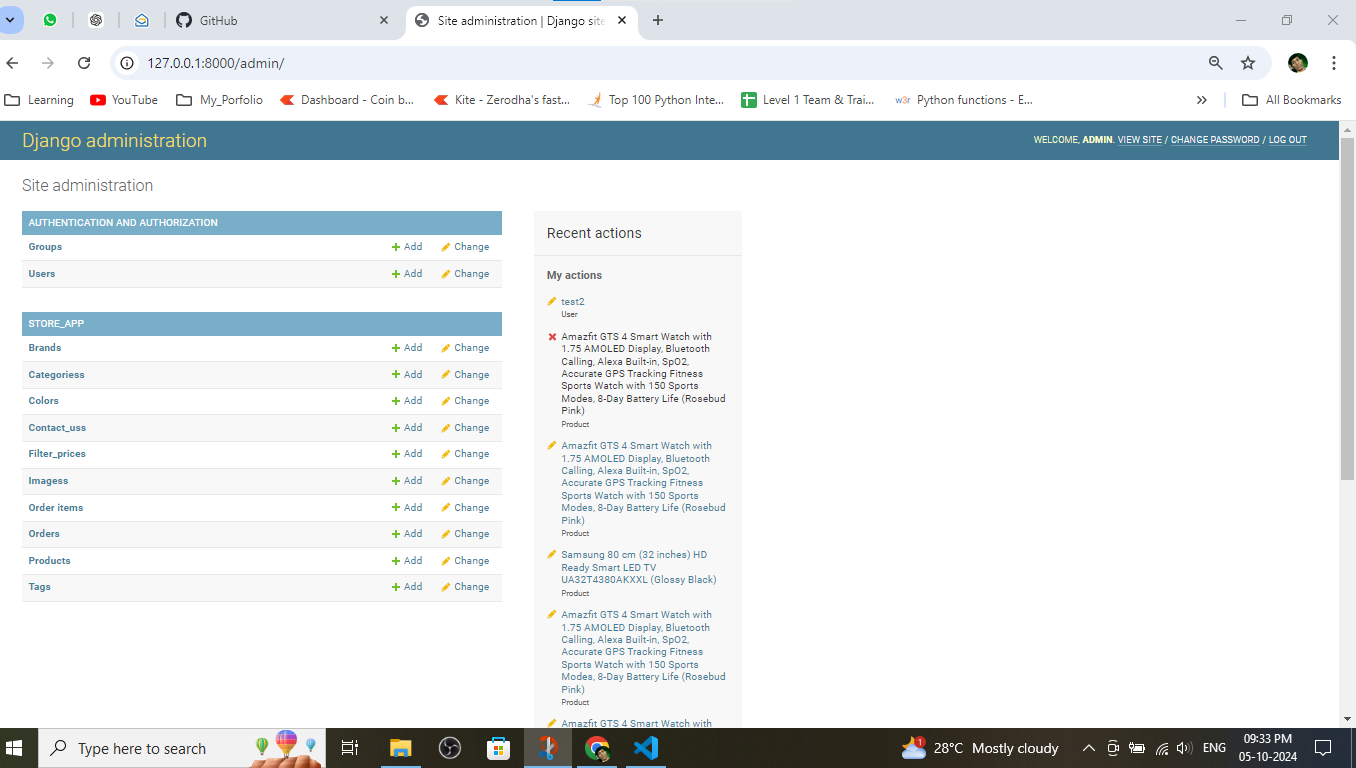 GitHub
Site administration | Django site
127.0.0.1:8000/admin/
Learning
YouTube
My_Porfolio
Dashboard - Coin b...
Kite - Zerodha's fast...
Top 100 Python Inte...
Level 1 Team & Trai...
w3r Python functions - E...
All Bookmarks
Django administration
WELCOME, ADMIN. VIEW SITE / CHANGE PASSWORD / LOG OUT
Site administration
AUTHENTICATION AND AUTHORIZATION
Groups Add Change
Users Add Change
STORE_APP
Brands Add Change
Categoriess Add Change
Colors Add Change
Contact_uss Add Change
Filter_prices Add Change
Imagess Add Change
Order items Add Change
Orders Add Change
Products Add Change
Tags Add Change
Recent actions
My actions
test2
User
Amazfit GTS 4 Smart Watch with
1.75 AMOLED Display, Bluetooth
Calling, Alexa Built-in, SpO2,
Accurate GPS Tracking Fitness
Sports Watch with 150 Sports
Modes, 8-Day Battery Life (Rosebud
Pink)
Product
Amazfit GTS 4 Smart Watch with
1.75 AMOLED Display, Bluetooth
Calling, Alexa Built-in, SpO2,
Accurate GPS Tracking Fitness
Sports Watch with 150 Sports
Modes, 8-Day Battery Life (Rosebud
Pink)
Product
Samsung 80 cm (32 inches) HD
Ready Smart LED TV
UA32T4380AKXXL (Glossy Black)
Product
Amazfit GTS 4 Smart Watch with
1.75 AMOLED Display, Bluetooth
Calling, Alexa Built-in, SpO2,
Accurate GPS Tracking Fitness
Sports Watch with 150 Sports
Modes, 8-Day Battery Life (Rosebud
Pink)
Product
Amazfit GTS 4 Smart Watch with
Type here to search
1
28°C Mostly cloudy
ENG
09:33 PM
05-10-2024